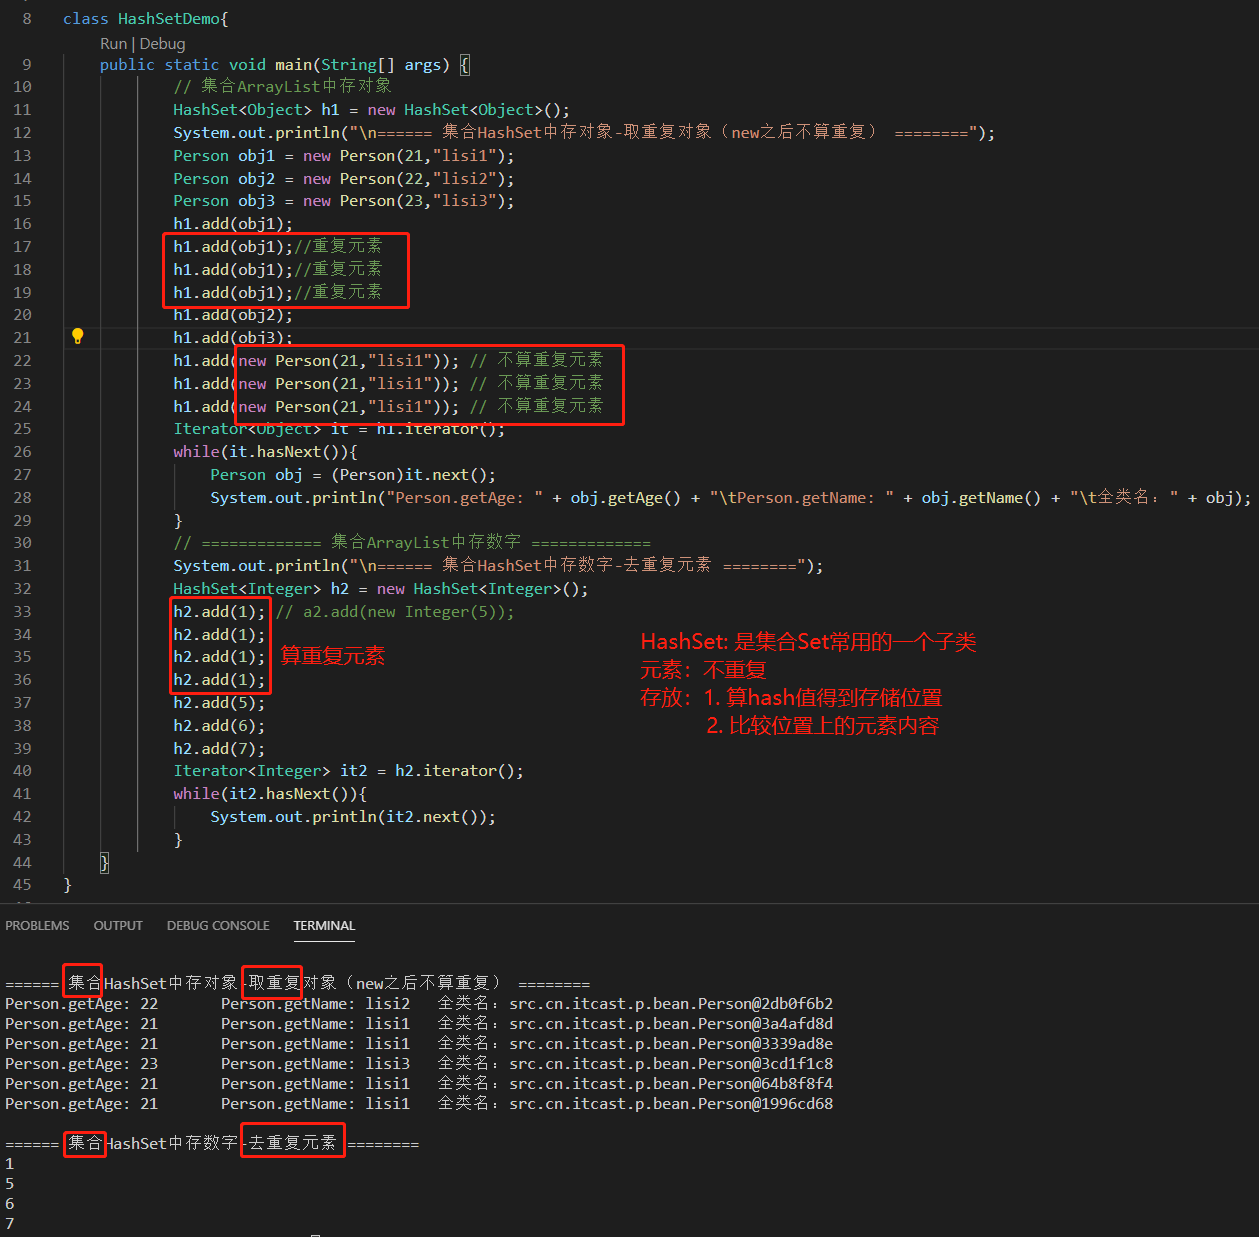 8 class HashSetDemo{
Run | Debug
9 public static void main(String[] args) {
10 // 集合ArrayList中存对象
11 HashSet<Object> h1 = new HashSet<Object>();
12 System.out.println("\n====== 集合HashSet中存对象-取重复对象（new之后不算重复） ========");
13 Person obj1 = new Person(21,"lisi1");
14 Person obj2 = new Person(22,"lisi2");
15 Person obj3 = new Person(23,"lisi3");
16 h1.add(obj1);
17 h1.add(obj1);//重复元素
18 h1.add(obj1);//重复元素
19 h1.add(obj1);//重复元素
20 h1.add(obj2);
21 h1.add(obj3);
22 h1.add(new Person(21,"lisi1")); // 不算重复元素
23 h1.add(new Person(21,"lisi1")); // 不算重复元素
24 h1.add(new Person(21,"lisi1")); // 不算重复元素
25 Iterator<Object> it = h1.iterator();
26 while(it.hasNext()){
27 Person obj = (Person)it.next();
28 System.out.println("Person.getAge: " + obj.getAge() + "\tPerson.getName: " + obj.getName() + "\t全类名：" + obj);
29 }
30 // ============= 集合ArrayList中存数字 =============
31 System.out.println("\n====== 集合HashSet中存数字-去重复元素 ========");
32 HashSet<Integer> h2 = new HashSet<Integer>();
33 h2.add(1); // a2.add(new Integer(5));
34 h2.add(1);
35 h2.add(1);
36 h2.add(1);
算重复元素
HashSet: 是集合Set常用的一个子类
元素：不重复
存放：1. 算hash值得到存储位置
2. 比较位置上的元素内容
37 h2.add(5);
38 h2.add(6);
39 h2.add(7);
40 Iterator<Integer> it2 = h2.iterator();
41 while(it2.hasNext()){
42 System.out.println(it2.next());
43 }
44 }
45 }
PROBLEMS OUTPUT DEBUG CONSOLE TERMINAL
====== 集合HashSet中存对象-取重复对象（new之后不算重复） ========
Person.getAge: 22 Person.getName: lisi2 全类名：src.cn.itcast.p.bean.Person@2db0f6b2
Person.getAge: 21 Person.getName: lisi1 全类名：src.cn.itcast.p.bean.Person@3a4afd8d
Person.getAge: 21 Person.getName: lisi1 全类名：src.cn.itcast.p.bean.Person@3339ad8e
Person.getAge: 23 Person.getName: lisi3 全类名：src.cn.itcast.p.bean.Person@3cd1f1c8
Person.getAge: 21 Person.getName: lisi1 全类名：src.cn.itcast.p.bean.Person@64b8f8f4
Person.getAge: 21 Person.getName: lisi1 全类名：src.cn.itcast.p.bean.Person@1996cd68
====== 集合HashSet中存数字-去重复元素 ========
1
5
6
7